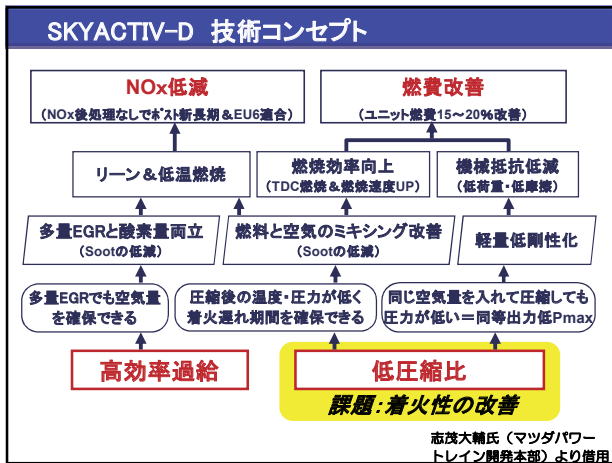 SKYACTIV-D 技術コンセプト
NOx低減
(NOx後処理なしでポスト新長期＆EU6適合)
燃費改善
(ユニット燃費15～20%改善)
リーン＆低温燃焼
燃焼効率向上
(TDC燃焼＆燃焼速度UP)
機械抵抗低減
(低荷重・低摩擦)
多量EGRと酸素量両立
(Sootの低減)
燃料と空気のミキシング改善
(Sootの低減)
軽量低剛性化
多量EGRでも空気量
を確保できる
圧縮後の温度・圧力が低く
着火遅れ期間を確保できる
同じ空気量を入れて圧縮しても
圧力が低い＝同等出力低Pmax
高効率過給
低圧縮比
課題：着火性の改善
志茂大輔氏（マツダパワー
トレイン開発本部）より借用